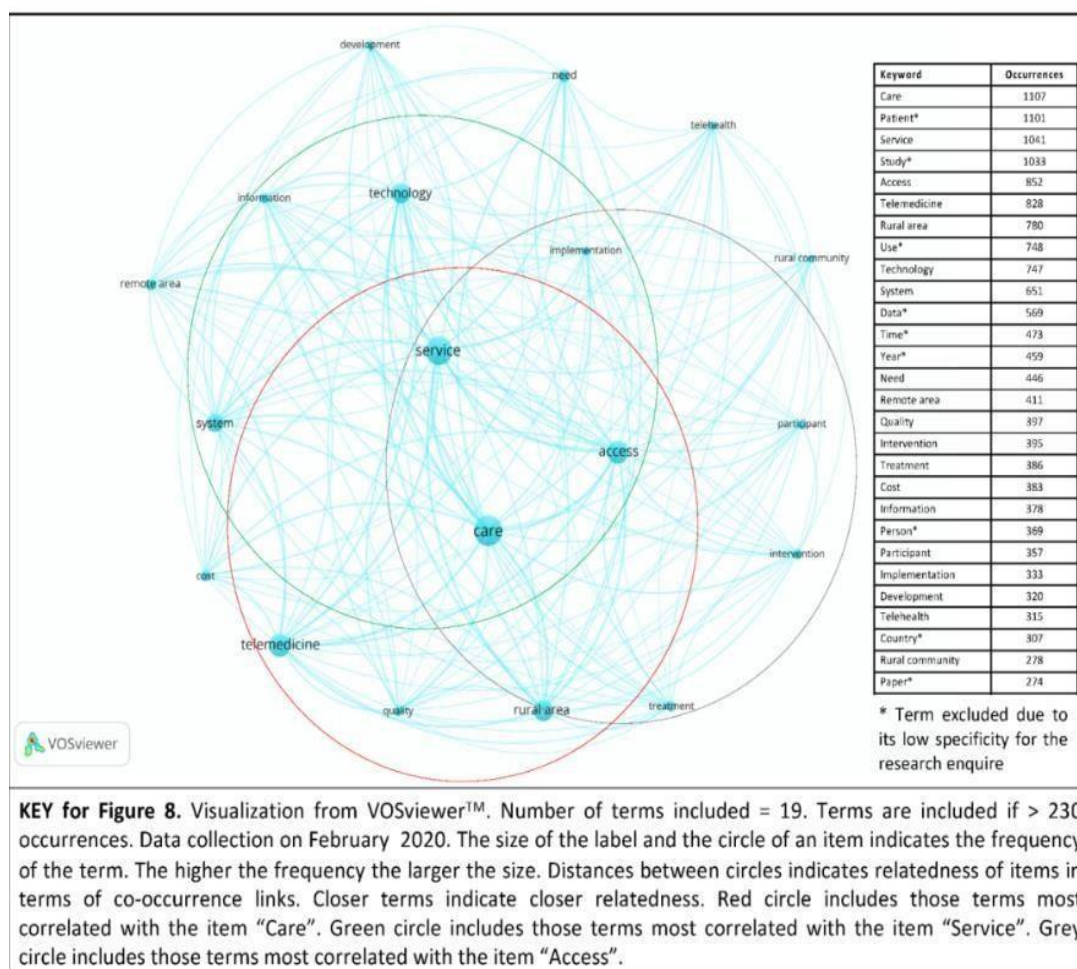 development
need
telehealth
technology
information
implementation
rural community
remote area
service
system
access
participant
care
intervention
cost
telemedicine
quality
rural area
treatment
VOSviewer
Keyword Occurrences
Care 1107
Patient* 1101
Service 1041
Study* 1033
Access 852
Telemedicine 828
Rural area 780
Use* 748
Technology 747
System 651
Data* 569
Time* 473
Year* 459
Need 446
Remote area 411
Quality 397
Intervention 395
Treatment 386
Cost 383
Information 378
Person* 369
Participant 357
Implementation 333
Development 320
Telehealth 315
Country* 307
Rural community 278
Paper* 274
* Term excluded due to
its low specificity for the
research enquire
KEY for Figure 8. Visualization from VOSviewer™. Number of terms included = 19. Terms are included if > 230
occurrences. Data collection on February 2020. The size of the label and the circle of an item indicates the frequency
of the term. The higher the frequency the larger the size. Distances between circles indicates relatedness of items in
terms of co-occurrence links. Closer terms indicate closer relatedness. Red circle includes those terms most
correlated with the item “Care”. Green circle includes those terms most correlated with the item “Service”. Grey
circle includes those terms most correlated with the item “Access”.